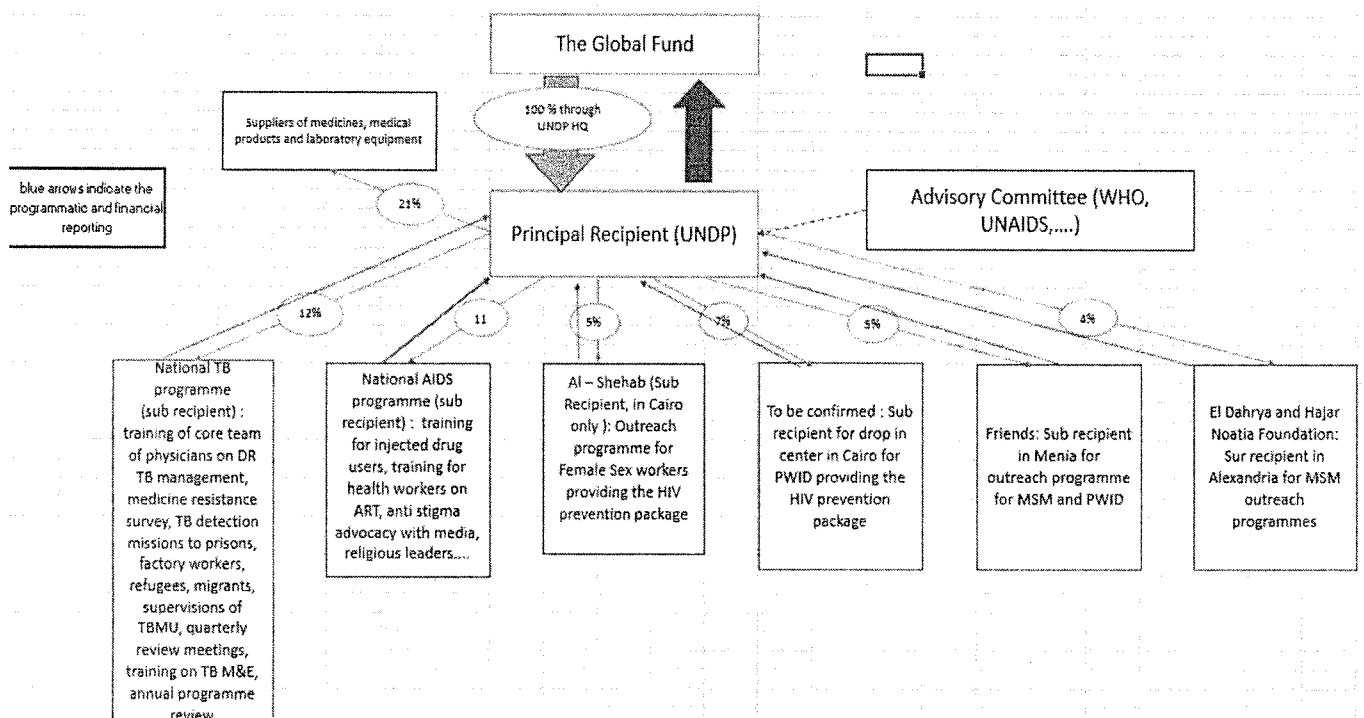 The Global Fund
100 % through
UNDP HQ
Suppliers of medicines, medical
products and laboratory equipment
blue arrows indicate the
programmatic and financial
reporting
21%
Principal Recipient (UNDP)
Advisory Committee (WHO,
UNAIDS,....)
12%
11
5%
7%
5%
4%
National TB
programme
(sub recipient) :
training of core team
of physicians on DR
TB management,
medicine resistance
survey, TB detection
missions to prisons,
factory workers,
refugees, migrants,
supervisions of
TBMU, quarterly
review meetings,
training on TB M&E,
annual programme
review
National AIDS
programme (sub
recipient) : training
for injected drug
users, training for
health workers on
ART, anti stigma
advocacy with media,
religious leaders,...
Al – Shehab (Sub
Recipient, in Cairo
only ): Outreach
programme for
Female Sex workers
providing the HIV
prevention package
To be confirmed : Sub
recipient for drop in
center in Cairo for
PWID providing the
HIV prevention
package
Friends: Sub recipient
in Menia for
outreach programme
for MSM and PWID
El Dahrya and Hajar
Noatia Foundation:
Sur recipient in
Alexandria for MSM
outreach
programmes